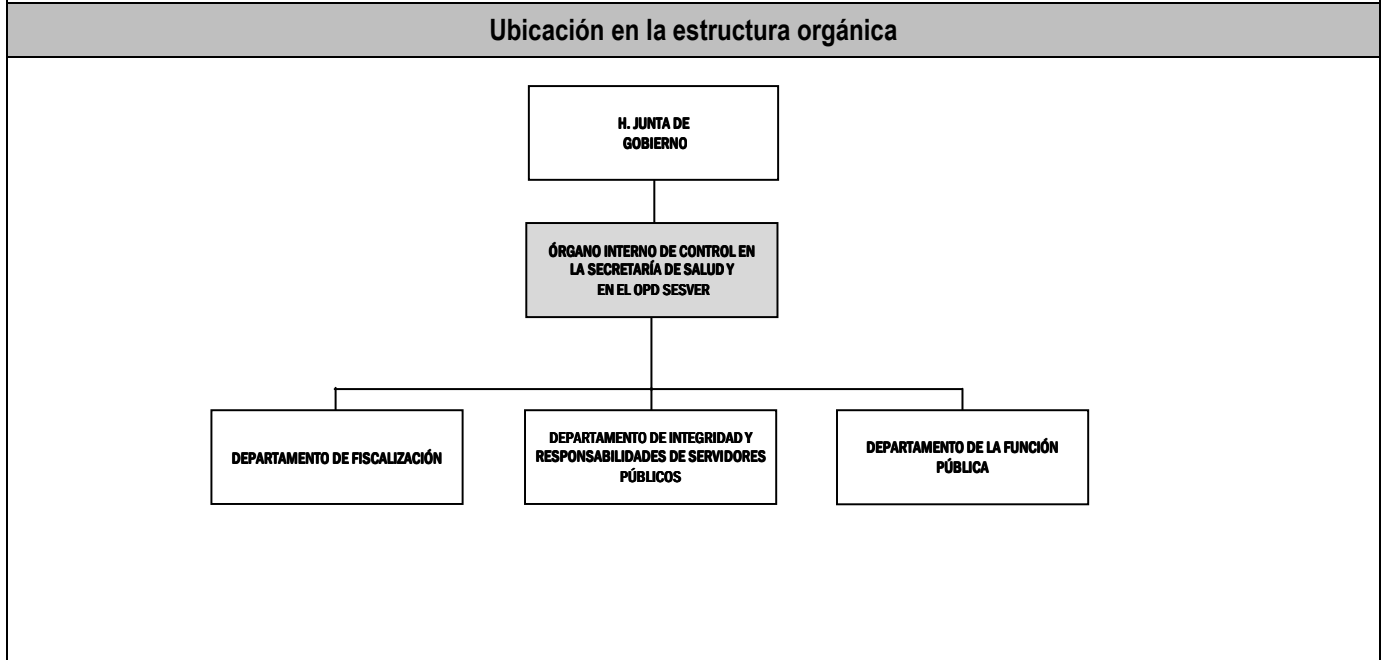 Ubicación en la estructura orgánica
H. JUNTA DE
GOBIERNO
ÓRGANO INTERNO DE CONTROL EN
LA SECRETARÍA DE SALUD Y
EN EL OPD SESVER
DEPARTAMENTO DE FISCALIZACIÓN
DEPARTAMENTO DE INTEGRIDAD Y
RESPONSABILIDADES DE SERVIDORES
PÚBLICOS
DEPARTAMENTO DE LA FUNCIÓN
PÚBLICA